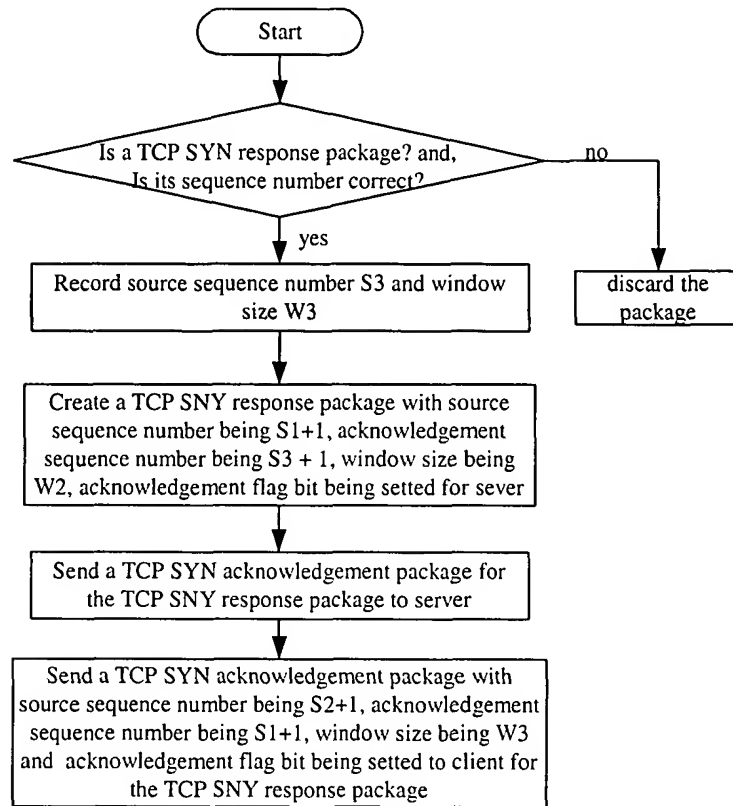 Start
Is a TCP SYN response package? and,
Is its sequence number correct?
no
yes
Record source sequence number S3 and window
size W3
discard the
package
Create a TCP SNY response package with source
sequence number being S1+1, acknowledgement
sequence number being S3 + 1, window size being
W2, acknowledgement flag bit being setted for sever
Send a TCP SYN acknowledgement package for
the TCP SNY response package to server
Send a TCP SYN acknowledgement package with
source sequence number being S2+1, acknowledgement
sequence number being S1+1, window size being W3
and acknowledgement flag bit being setted to client for
the TCP SNY response package